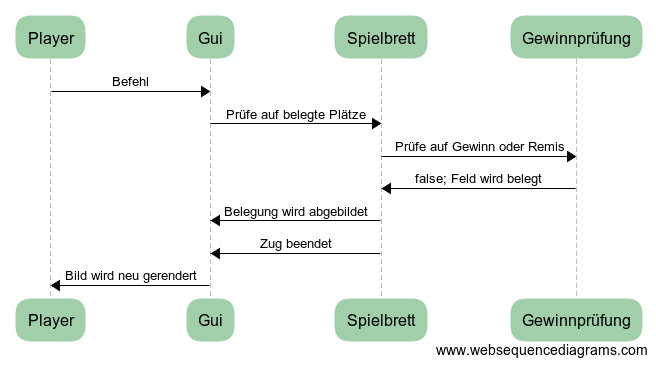 Player Gui Spielbrett Gewinnprüfung
Befehl
Prüfe auf belegte Plätze
Prüfe auf Gewinn oder Remis
false; Feld wird belegt
Belegung wird abgebildet
Zug beendet
Bild wird neu gerendert
Player Gui Spielbrett Gewinnprüfung
www.websequencediagrams.com